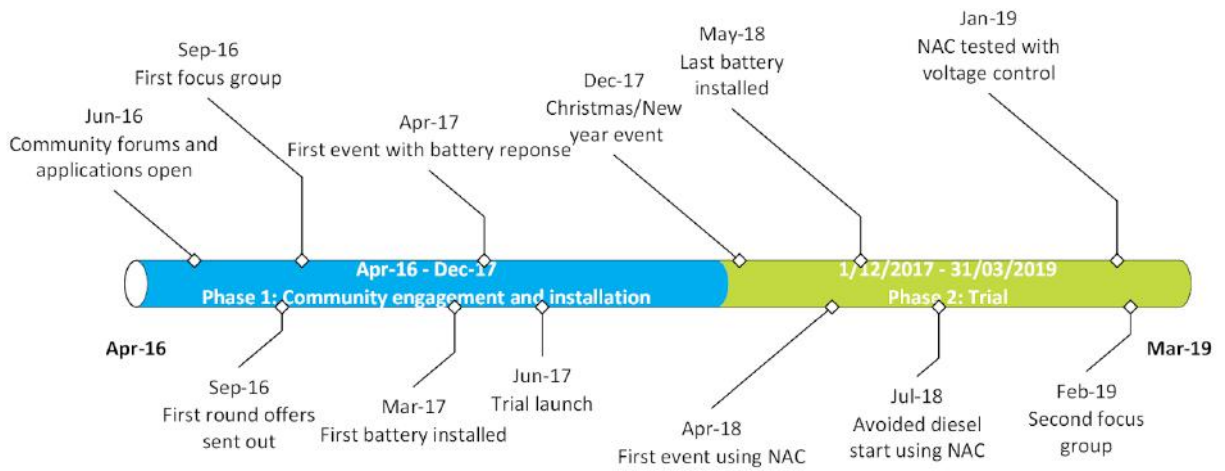 Jan-19
NAC tested with
voltage control
May-18
Last battery
installed
Sep-16
First focus group
Dec-17
Christmas/New
year event
Jun-16
Community forums and
applications open
Apr-17
First event with battery reponse
Apr-16 - Dec-17
Phase 1: Community engagement and installation
1/12/2017 - 31/03/2019
Phase 2: Trial
Apr-16
Mar-19
Sep-16
First round offers
sent out
Mar-17
First battery installed
Jun-17
Trial launch
Apr-18
First event using NAC
Jul-18
Avoided diesel
start using NAC
Feb-19
Second focus
group